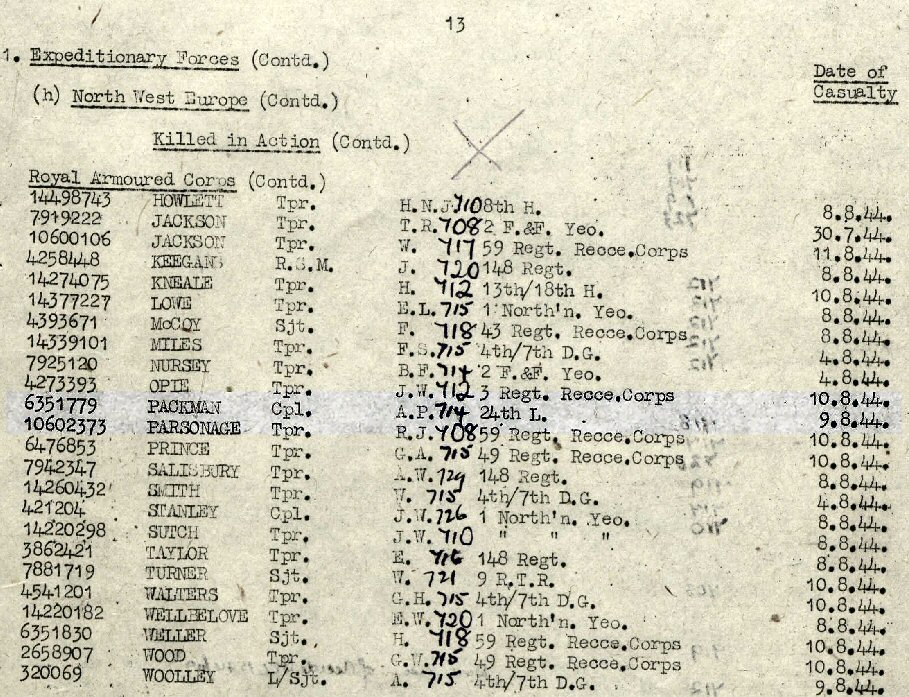 13
1. Expeditionary Forces (Contd.)
Date of
Casualty
(h) North West Europe (Contd.)
Killed in Action (Contd.)
Royal Armoured Corps (Contd.)
14498743 HOWLETT Tpr. H.N.J. 710 8th H. 8.8.44.
7919222 JACKSON Tpr. T.R. 708 2 F.&F. Yeo. 30.7.44.
10600106 JACKSON Tpr. W. 717 59 Regt. Recce.Corps 11.8.44.
4258448 KEEGANS R.S.M. J. 720 148 Regt. 8.8.44.
14274075 KNEALE Tpr. H. 712 13th/18th H. 10.8.44.
14377227 LOWE Tpr. E.L. 715 1 North'n. Yeo. 8.8.44.
4393671 McCOY Sjt. F. 718 43 Regt. Recce.Corps 8.8.44.
14339101 MILES Tpr. F.S. 715 4th/7th D.G. 4.8.44.
7925120 NURSEY Tpr. B.F. 714 2 F.&F. Yeo. 4.8.44.
4273393 OPIE Tpr. J.W. 712 3 Regt. Recce.Corps 10.8.44.
6351779 PACKMAN Cpl. A.P. 714 24th L. 9.8.44.
10602373 PARSONAGE Tpr. R.J. 708 59 Regt. Recce.Corps 10.8.44.
6476853 PRINCE Tpr. G.A. 715 49 Regt. Recce.Corps 10.8.44.
7942347 SALISBURY Tpr. A.W. 729 148 Regt. 8.8.44.
14260432 SMITH Tpr. W. 715 4th/7th D.G. 4.8.44.
421204 STANLEY Cpl. J.W. 726 1 North'n. Yeo. 8.8.44.
14220298 SUTCH Tpr. J.W. 710 " " " 8.8.44.
3862421 TAYLOR Tpr. E. 716 148 Regt. 8.8.44.
7881719 TURNER Sjt. W. 721 9 R.T.R. 10.8.44.
4541201 WALTERS Tpr. G.H. 715 4th/7th D.G. 10.8.44.
14220182 WELLBELOVE Tpr. E.W. 720 1 North'n. Yeo. 8.8.44.
6351830 WELLER Sjt. H. 718 59 Regt. Recce.Corps 10.8.44.
2658907 WOOD Tpr. G.W. 715 49 Regt. Recce.Corps 10.8.44.
320069 WOOLLEY L/Sjt. A. 715 4th/7th D.G. 9.8.44.